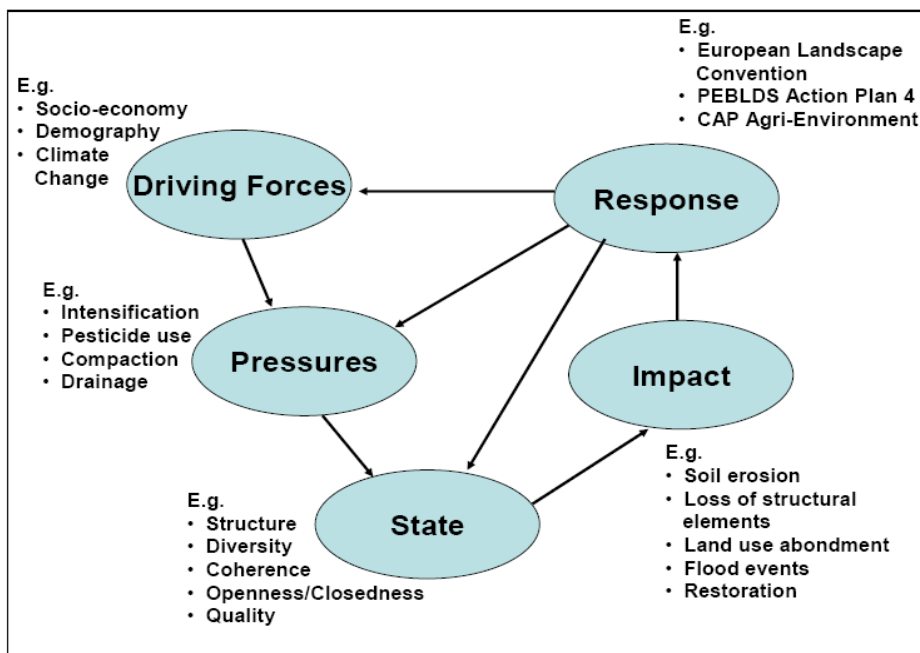 E.g.
• Socio-economy
• Demography
• Climate
Change
Driving Forces
E.g.
• European Landscape
Convention
• PEBLDS Action Plan 4
• CAP Agri-Environment
Response
E.g.
• Intensification
• Pesticide use
• Compaction
• Drainage
Pressures
Impact
E.g.
• Soil erosion
• Loss of structural
elements
• Land use abondment
• Flood events
• Restoration
E.g.
• Structure
• Diversity
• Coherence
• Openness/Closedness
• Quality
State